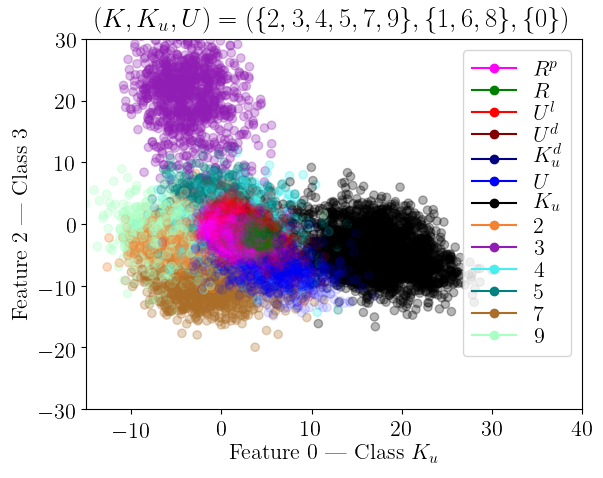 (K, K_u, U) = ({2, 3, 4, 5, 7, 9}, {1, 6, 8}, {0})
30
20
10
0
−10
−20
−30
Feature 2 — Class 3
R^p
R
U^l
U^d
K_u^d
U
K_u
2
3
4
5
7
9
−10
0
10
20
30
40
Feature 0 — Class K_u